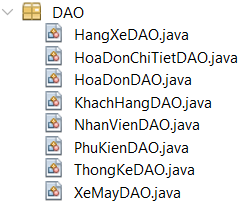 DAO
HangXeDAO.java
HoaDonChiTietDAO.java
HoaDonDAO.java
KhachHangDAO.java
NhanVienDAO.java
PhuKienDAO.java
ThongKeDAO.java
XeMayDAO.java